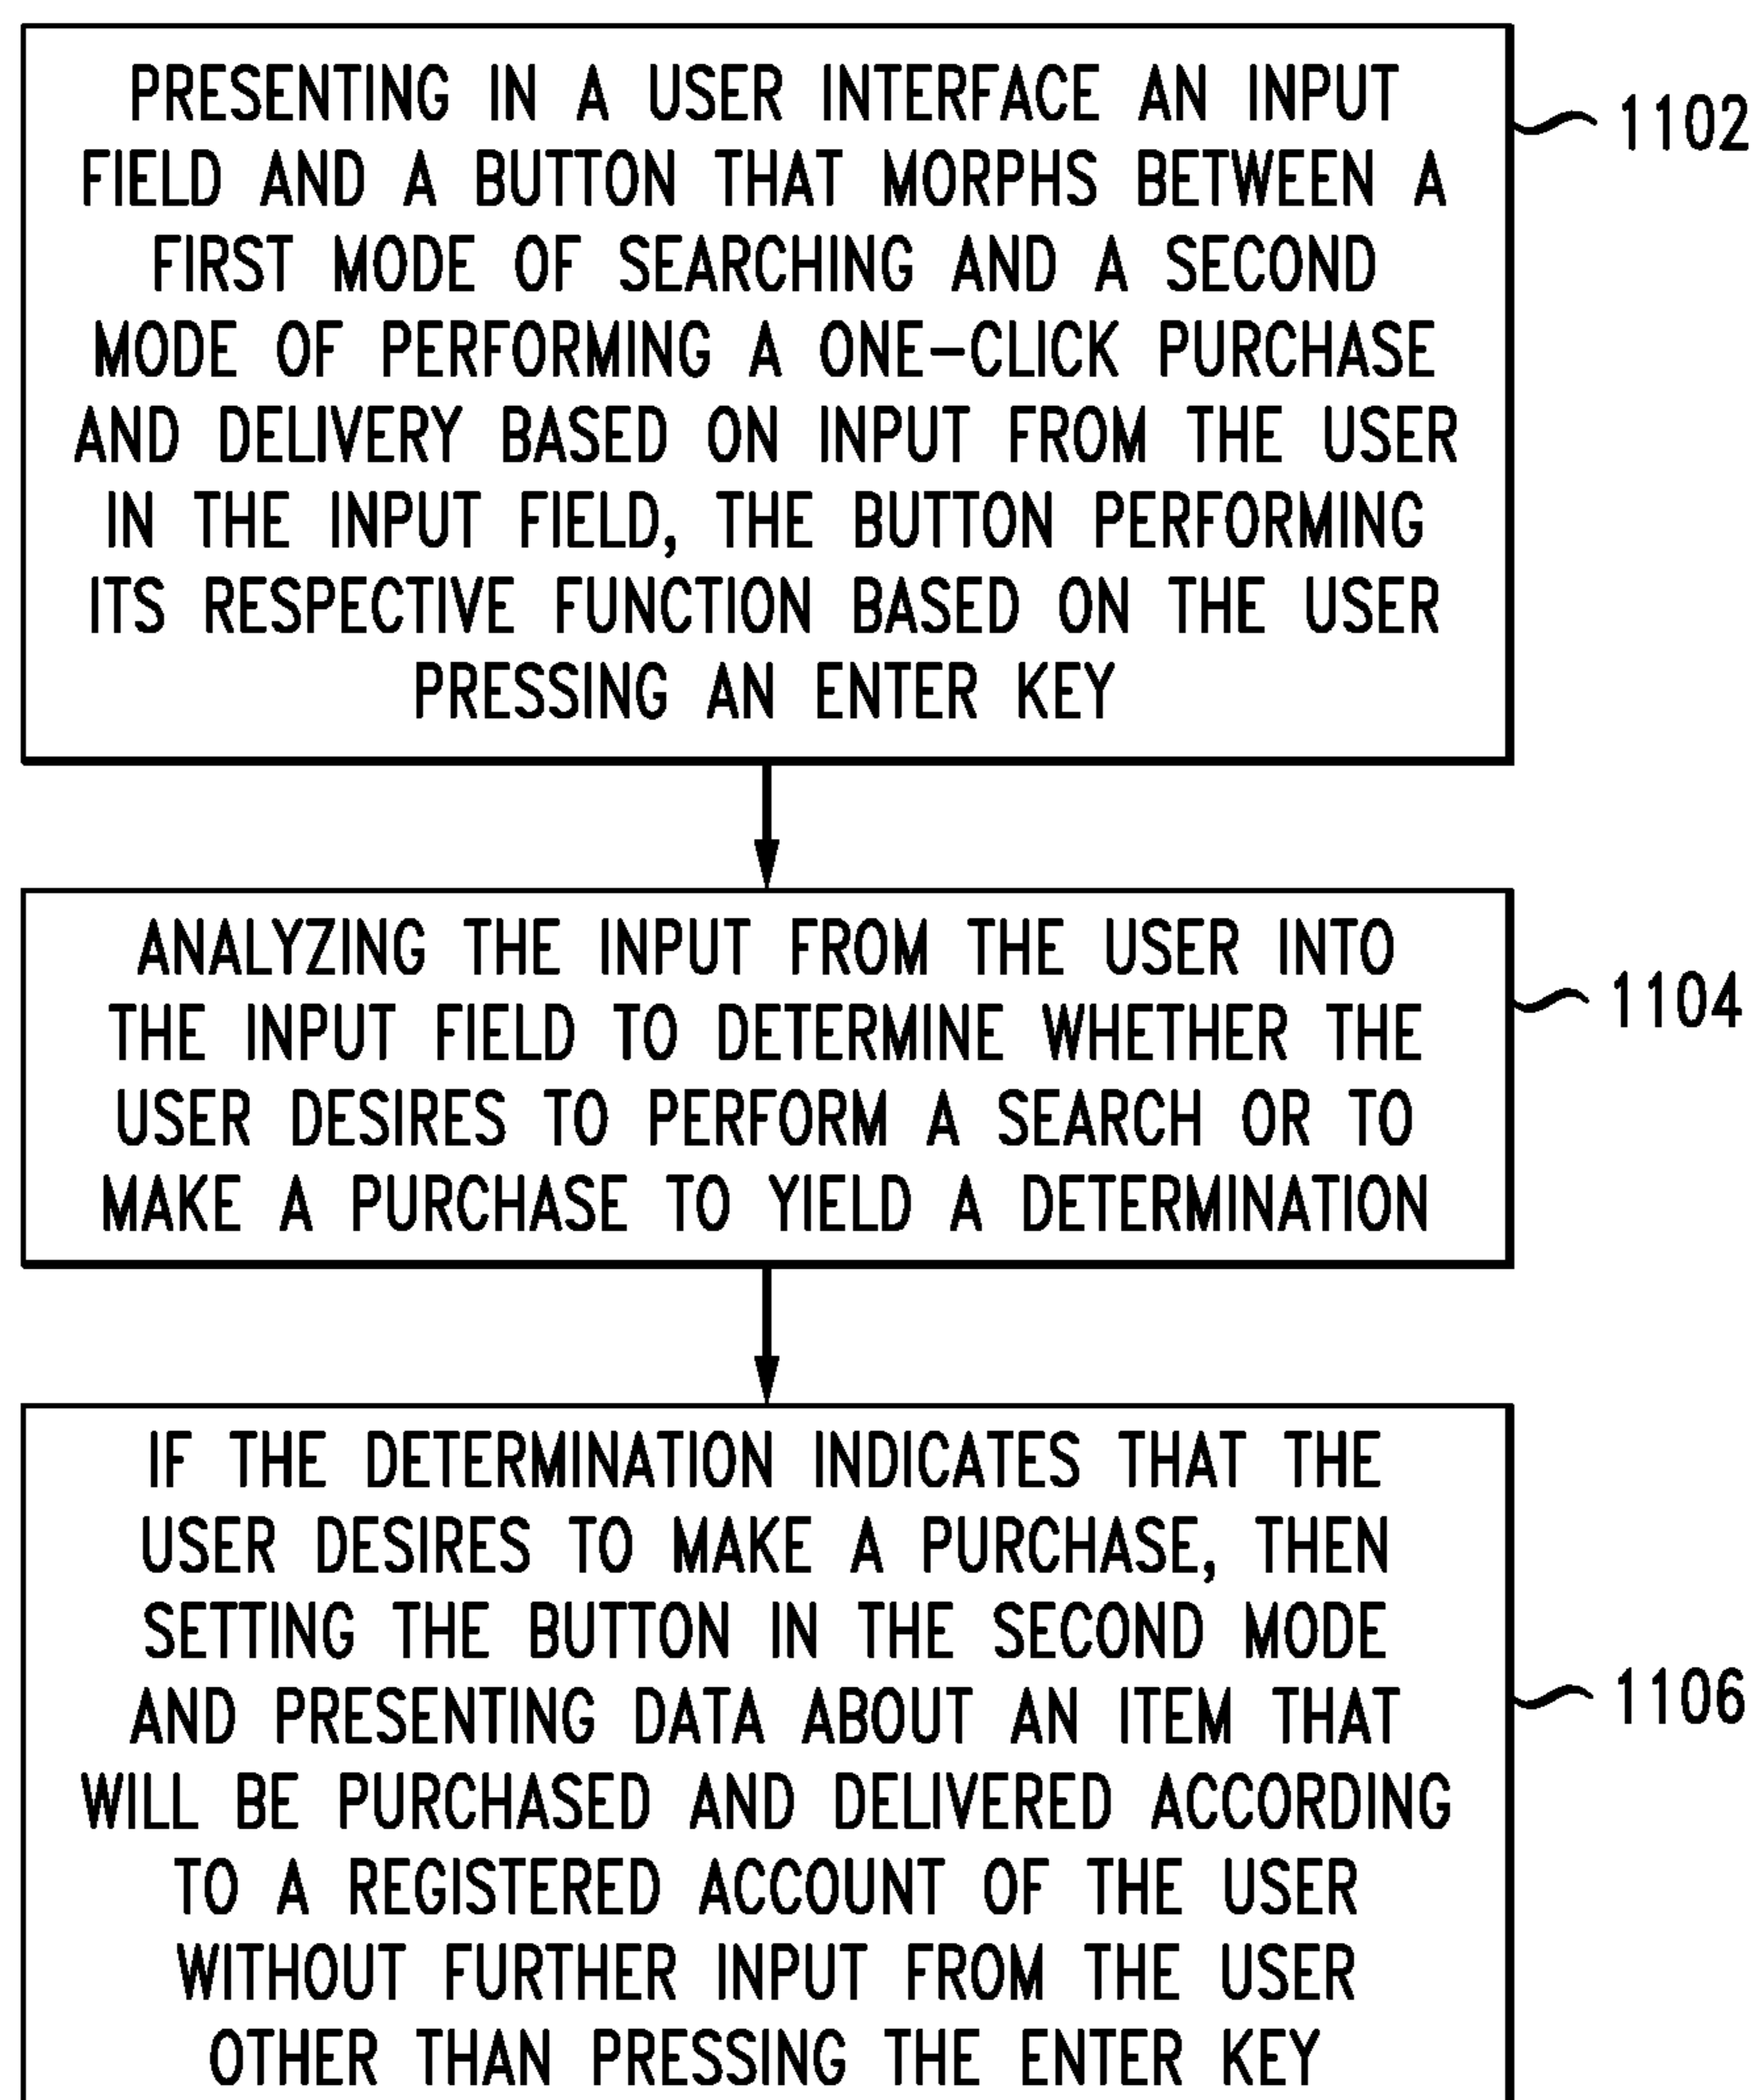 PRESENTING IN A USER INTERFACE AN INPUT
FIELD AND A BUTTON THAT MORPHS BETWEEN A
FIRST MODE OF SEARCHING AND A SECOND
MODE OF PERFORMING A ONE-CLICK PURCHASE
AND DELIVERY BASED ON INPUT FROM THE USER
IN THE INPUT FIELD, THE BUTTON PERFORMING
ITS RESPECTIVE FUNCTION BASED ON THE USER
PRESSING AN ENTER KEY
1102
ANALYZING THE INPUT FROM THE USER INTO
THE INPUT FIELD TO DETERMINE WHETHER THE
USER DESIRES TO PERFORM A SEARCH OR TO
MAKE A PURCHASE TO YIELD A DETERMINATION
1104
IF THE DETERMINATION INDICATES THAT THE
USER DESIRES TO MAKE A PURCHASE, THEN
SETTING THE BUTTON IN THE SECOND MODE
AND PRESENTING DATA ABOUT AN ITEM THAT
WILL BE PURCHASED AND DELIVERED ACCORDING
TO A REGISTERED ACCOUNT OF THE USER
WITHOUT FURTHER INPUT FROM THE USER
OTHER THAN PRESSING THE ENTER KEY
1106